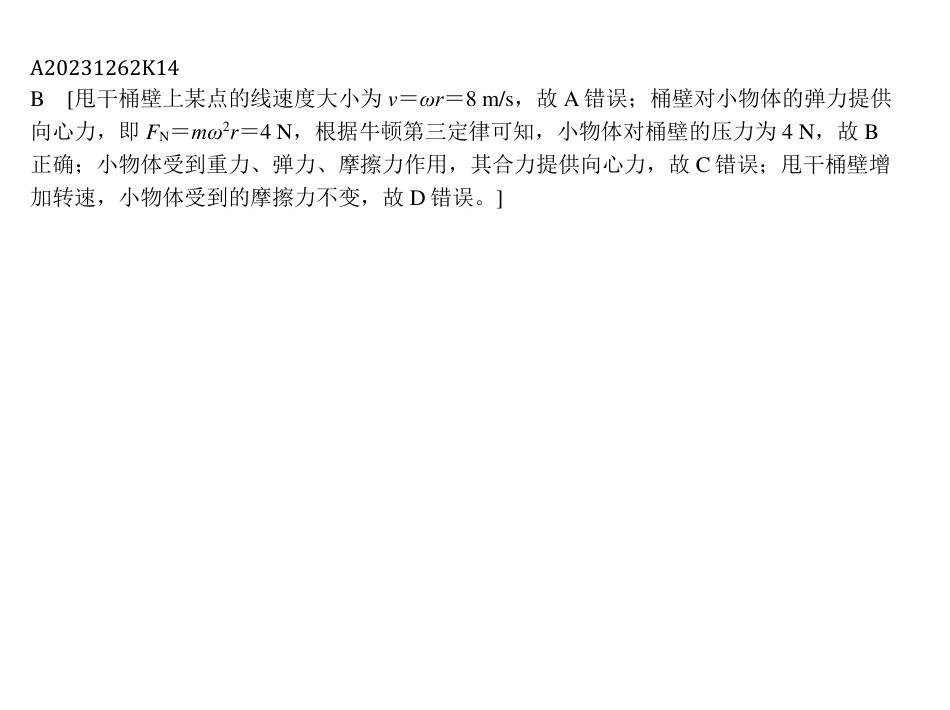 A20231262K14
B [甩干桶壁上某点的线速度大小为 v＝ωr＝8 m/s，故 A 错误；桶壁对小物体的弹力提供
向心力，即 FN＝mω²r＝4 N，根据牛顿第三定律可知，小物体对桶壁的压力为 4 N，故 B
正确；小物体受到重力、弹力、摩擦力作用，其合力提供向心力，故 C 错误；甩干桶壁增
加转速，小物体受到的摩擦力不变，故 D 错误。]